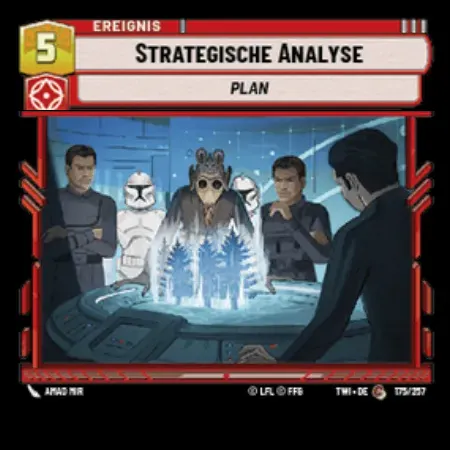 EREIGNIS
5
STRATEGISCHE ANALYSE
PLAN
AMAD MIR
© LFL © FFG
TWI • DE
175/257